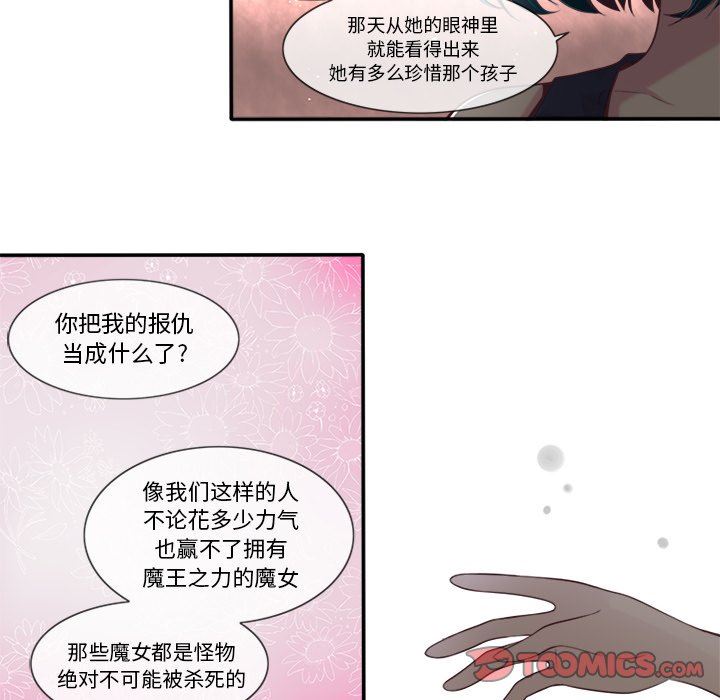 那天从她的眼神里
就能看得出来
她有多么珍惜那个孩子
你把我的报仇
当成什么了?
像我们这样的人
不论花多少力气
也赢不了拥有
魔王之力的魔女
那些魔女都是怪物
绝对不可能被杀死的
TOOMICS.COM